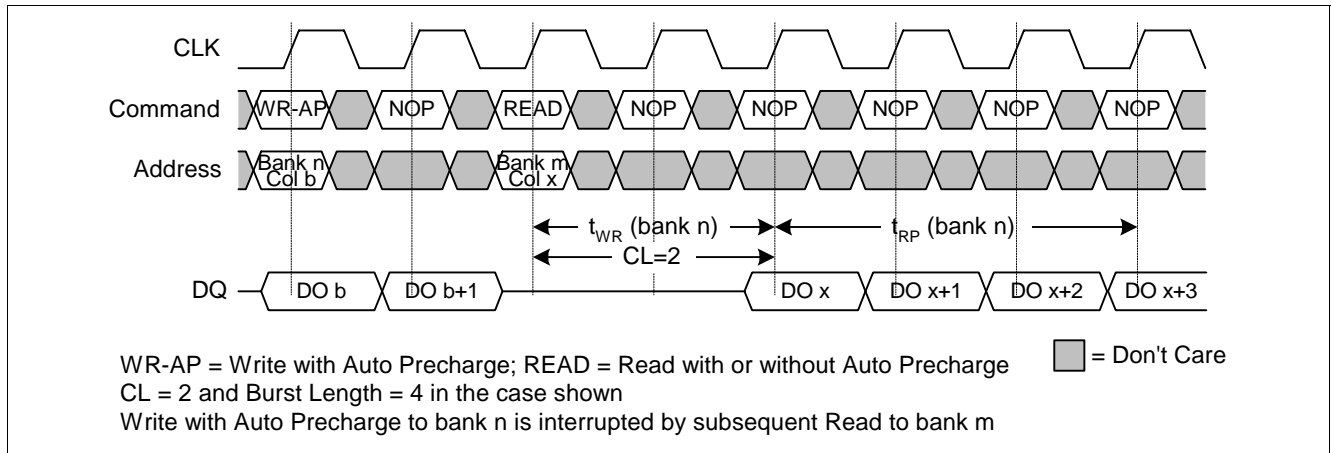 CLK
Command WR-AP NOP READ NOP NOP NOP NOP NOP
Address Bank n Col b Bank m Col x
t_WR (bank n) t_RP (bank n)
CL=2
DQ DO b DO b+1 DO x DO x+1 DO x+2 DO x+3
WR-AP = Write with Auto Precharge; READ = Read with or without Auto Precharge = Don't Care
CL = 2 and Burst Length = 4 in the case shown
Write with Auto Precharge to bank n is interrupted by subsequent Read to bank m